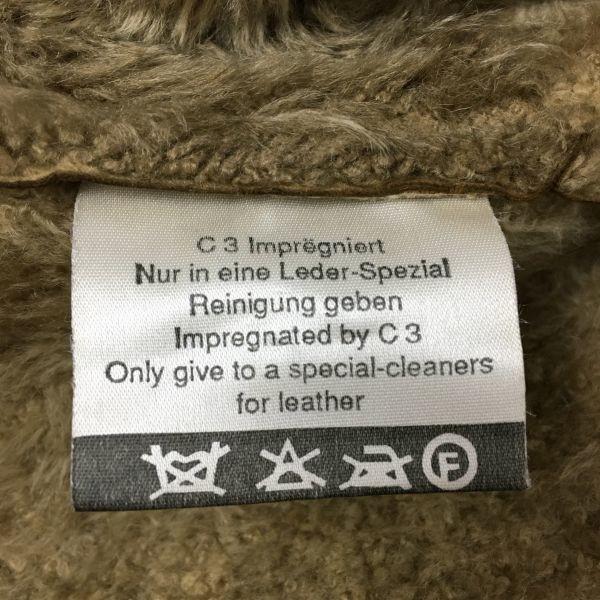 C 3 Imprëgniert
Nur in eine Leder-Spezial
Reinigung geben
Impregnated by C 3
Only give to a special-cleaners
for leather
F